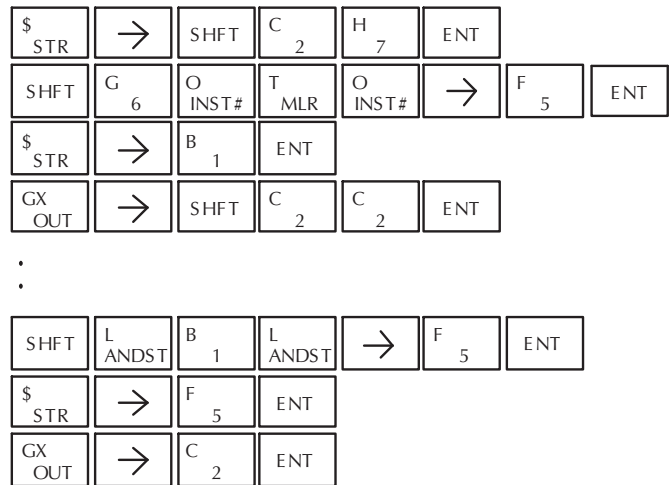 $ STR → SHFT C 2 H 7 ENT
SHFT G 6 O INST# T MLR O INST# → F 5 ENT
$ STR → B 1 ENT
GX OUT → SHFT C 2 C 2 ENT
SHFT L ANDST B 1 L ANDST → F 5 ENT
$ STR → F 5 ENT
GX OUT → C 2 ENT